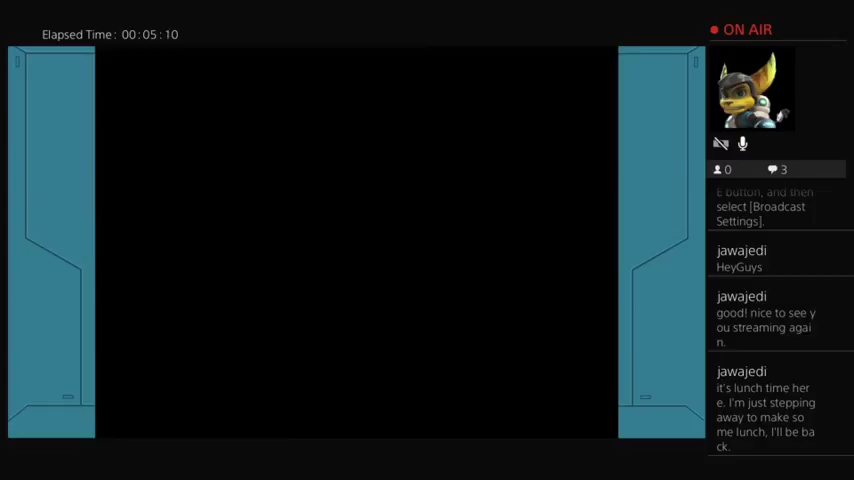 Elapsed Time: 00:05:10
ON AIR
0
3
E button, and then
select [Broadcast
Settings].
jawajedi
HeyGuys
jawajedi
good! nice to see y
ou streaming agai
n.
jawajedi
it's lunch time her
e. I'm just stepping
away to make so
me lunch, I'll be ba
ck.